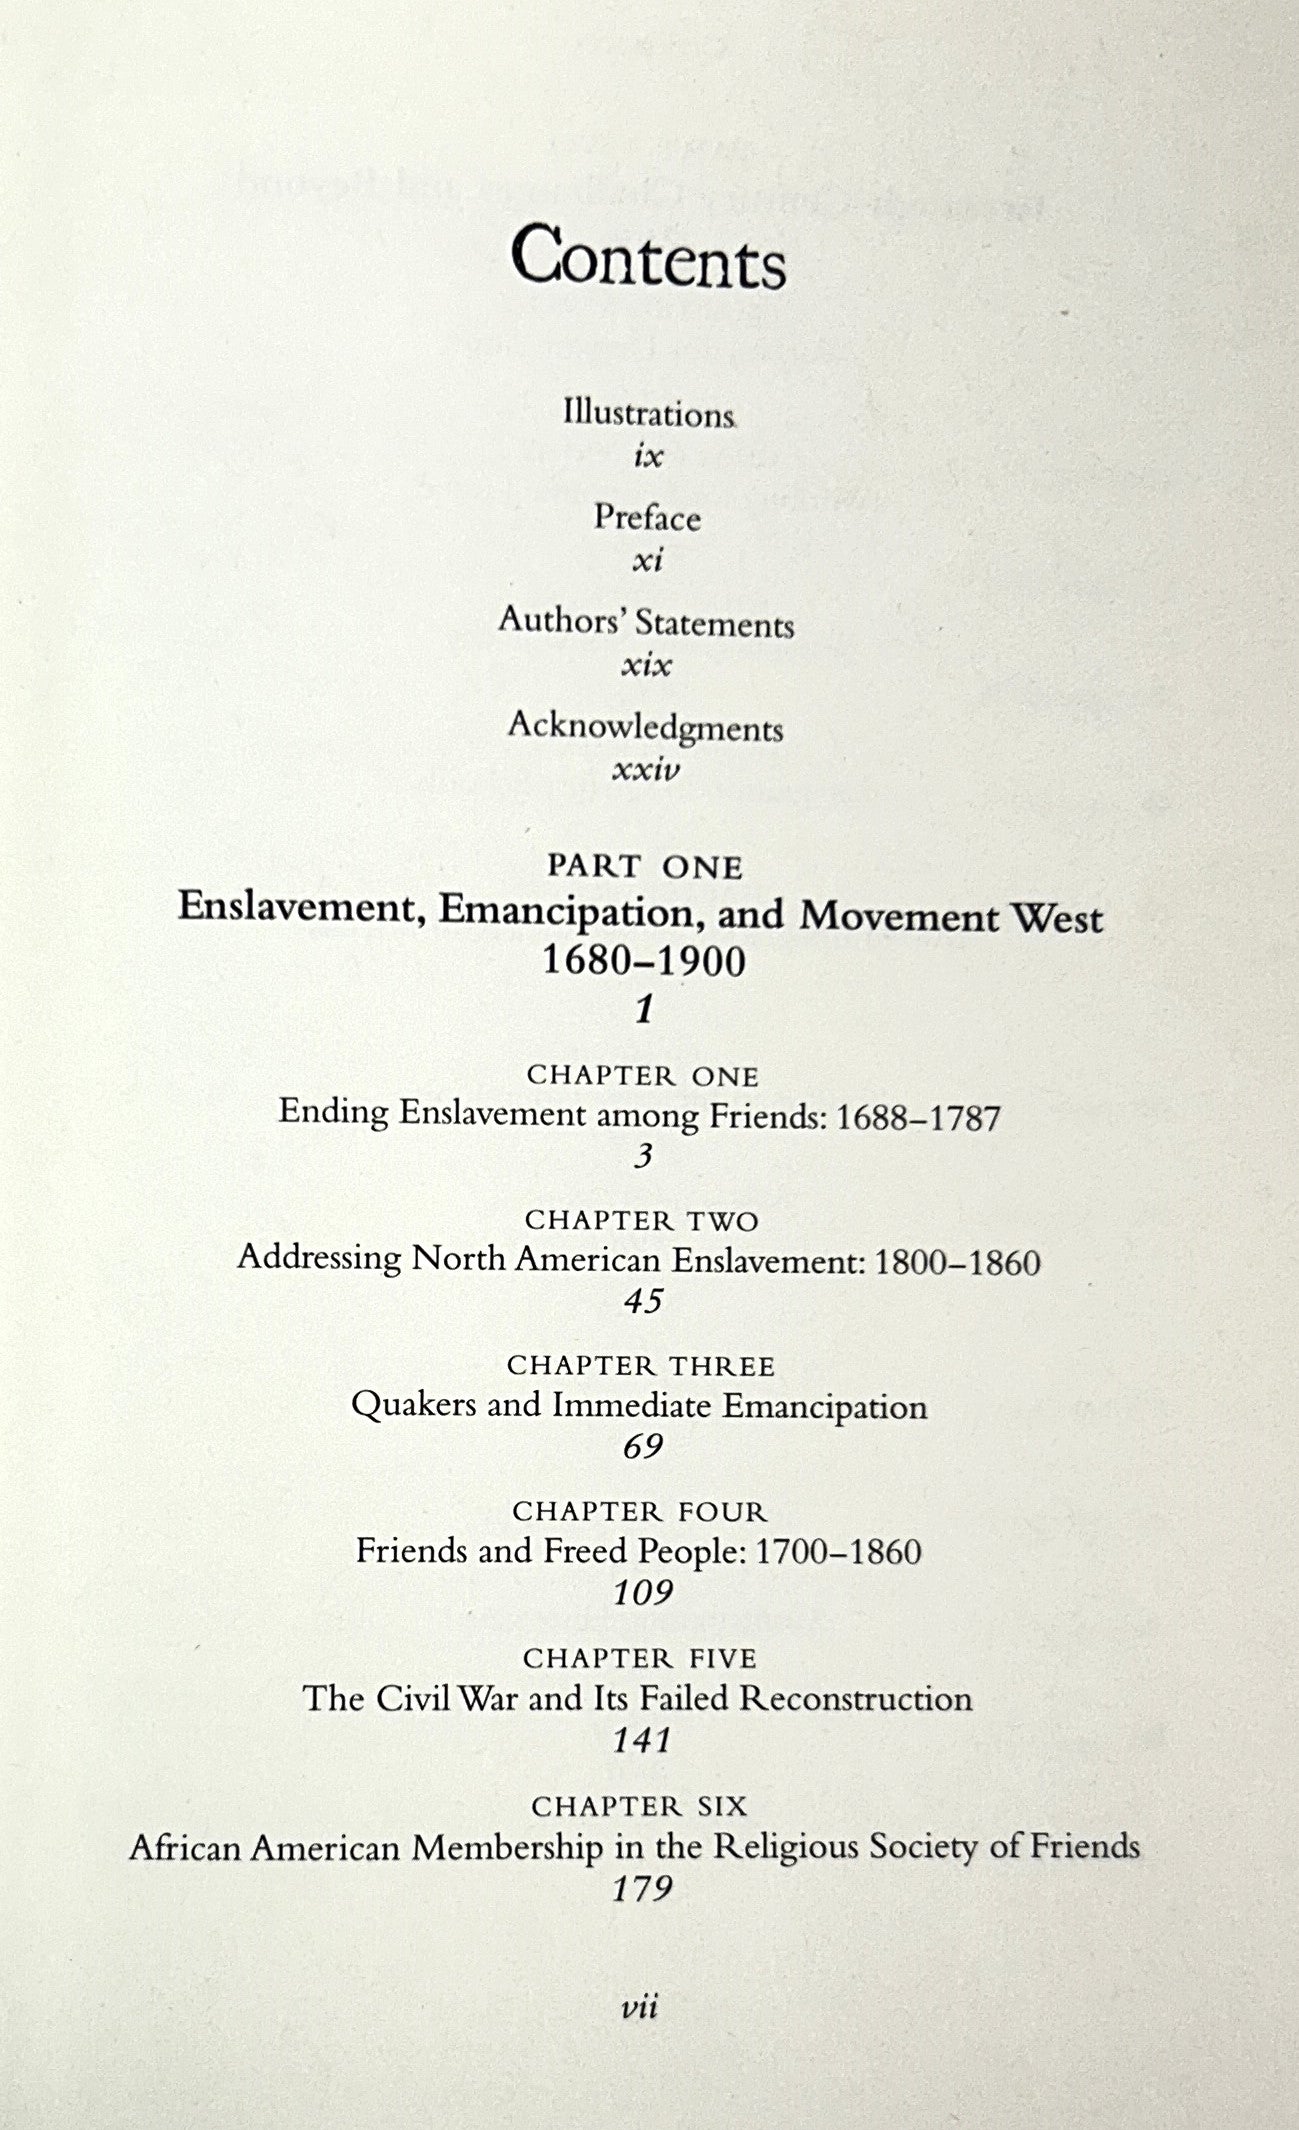 Contents
Illustrations
ix
Preface
xi
Authors’ Statements
xix
Acknowledgments
xxiv
PART ONE
Enslavement, Emancipation, and Movement West
1680–1900
1
CHAPTER ONE
Ending Enslavement among Friends: 1688–1787
3
CHAPTER TWO
Addressing North American Enslavement: 1800–1860
45
CHAPTER THREE
Quakers and Immediate Emancipation
69
CHAPTER FOUR
Friends and Freed People: 1700–1860
109
CHAPTER FIVE
The Civil War and Its Failed Reconstruction
141
CHAPTER SIX
African American Membership in the Religious Society of Friends
179
vii